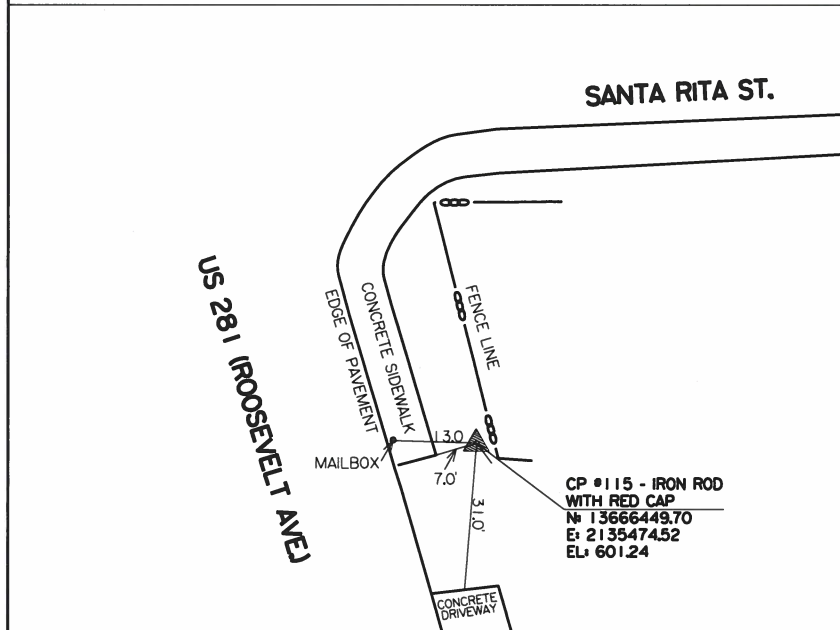 SANTA RITA ST.
US 281 (ROOSEVELT AVE.)
EDGE OF PAVEMENT
CONCRETE SIDEWALK
FENCE LINE
13.0
MAILBOX
7.0'
31.0'
CP #115 - IRON ROD
WITH RED CAP
N: 13666449.70
E: 2135474.52
EL: 601.24
CONCRETE
DRIVEWAY